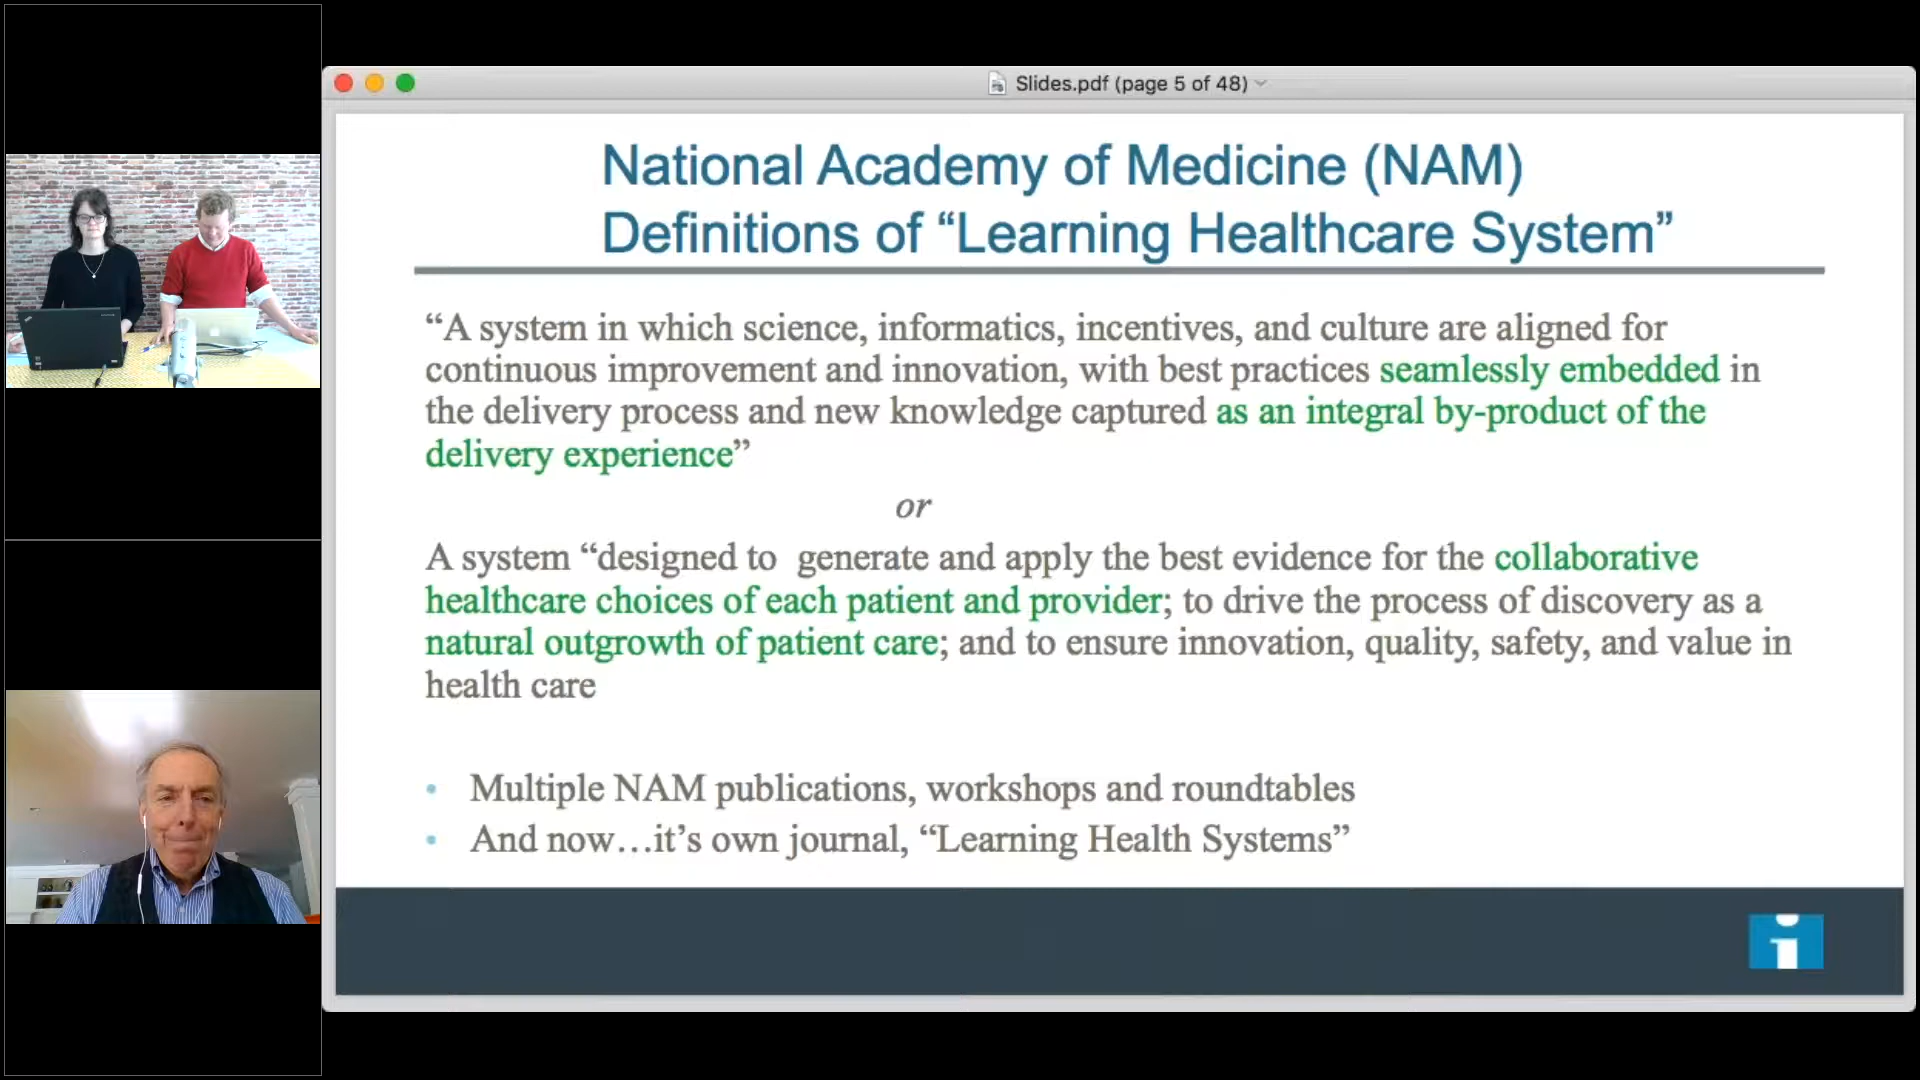 Slides.pdf (page 5 of 48)
National Academy of Medicine (NAM)
Definitions of “Learning Healthcare System”
“A system in which science, informatics, incentives, and culture are aligned for
continuous improvement and innovation, with best practices seamlessly embedded in
the delivery process and new knowledge captured as an integral by-product of the
delivery experience”
or
A system “designed to  generate and apply the best evidence for the collaborative
healthcare choices of each patient and provider; to drive the process of discovery as a
natural outgrowth of patient care; and to ensure innovation, quality, safety, and value in
health care
• Multiple NAM publications, workshops and roundtables
• And now…it’s own journal, “Learning Health Systems”
i